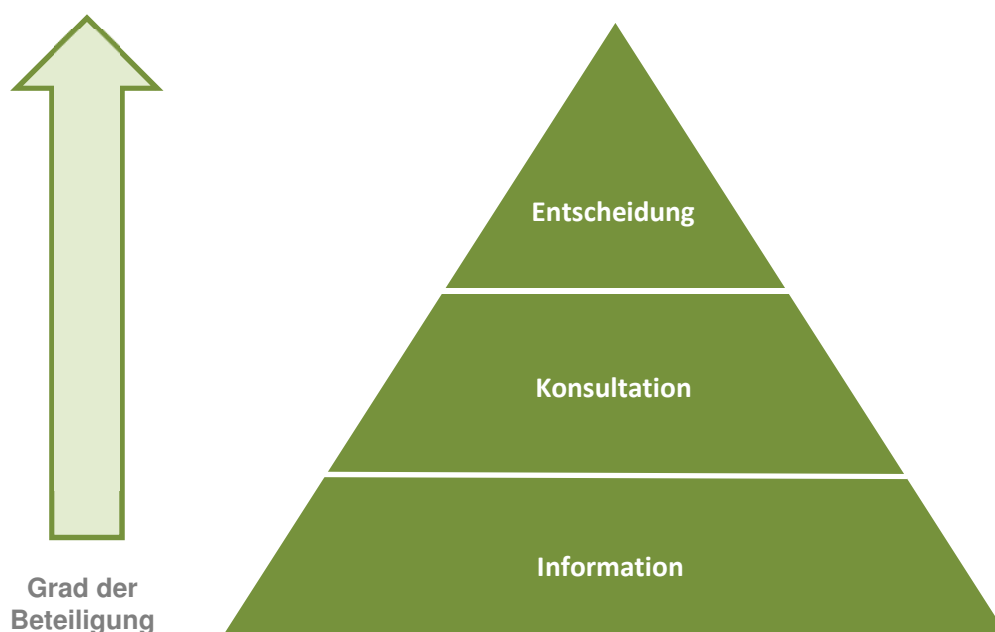 Entscheidung
Konsultation
Information
Grad der
Beteiligung